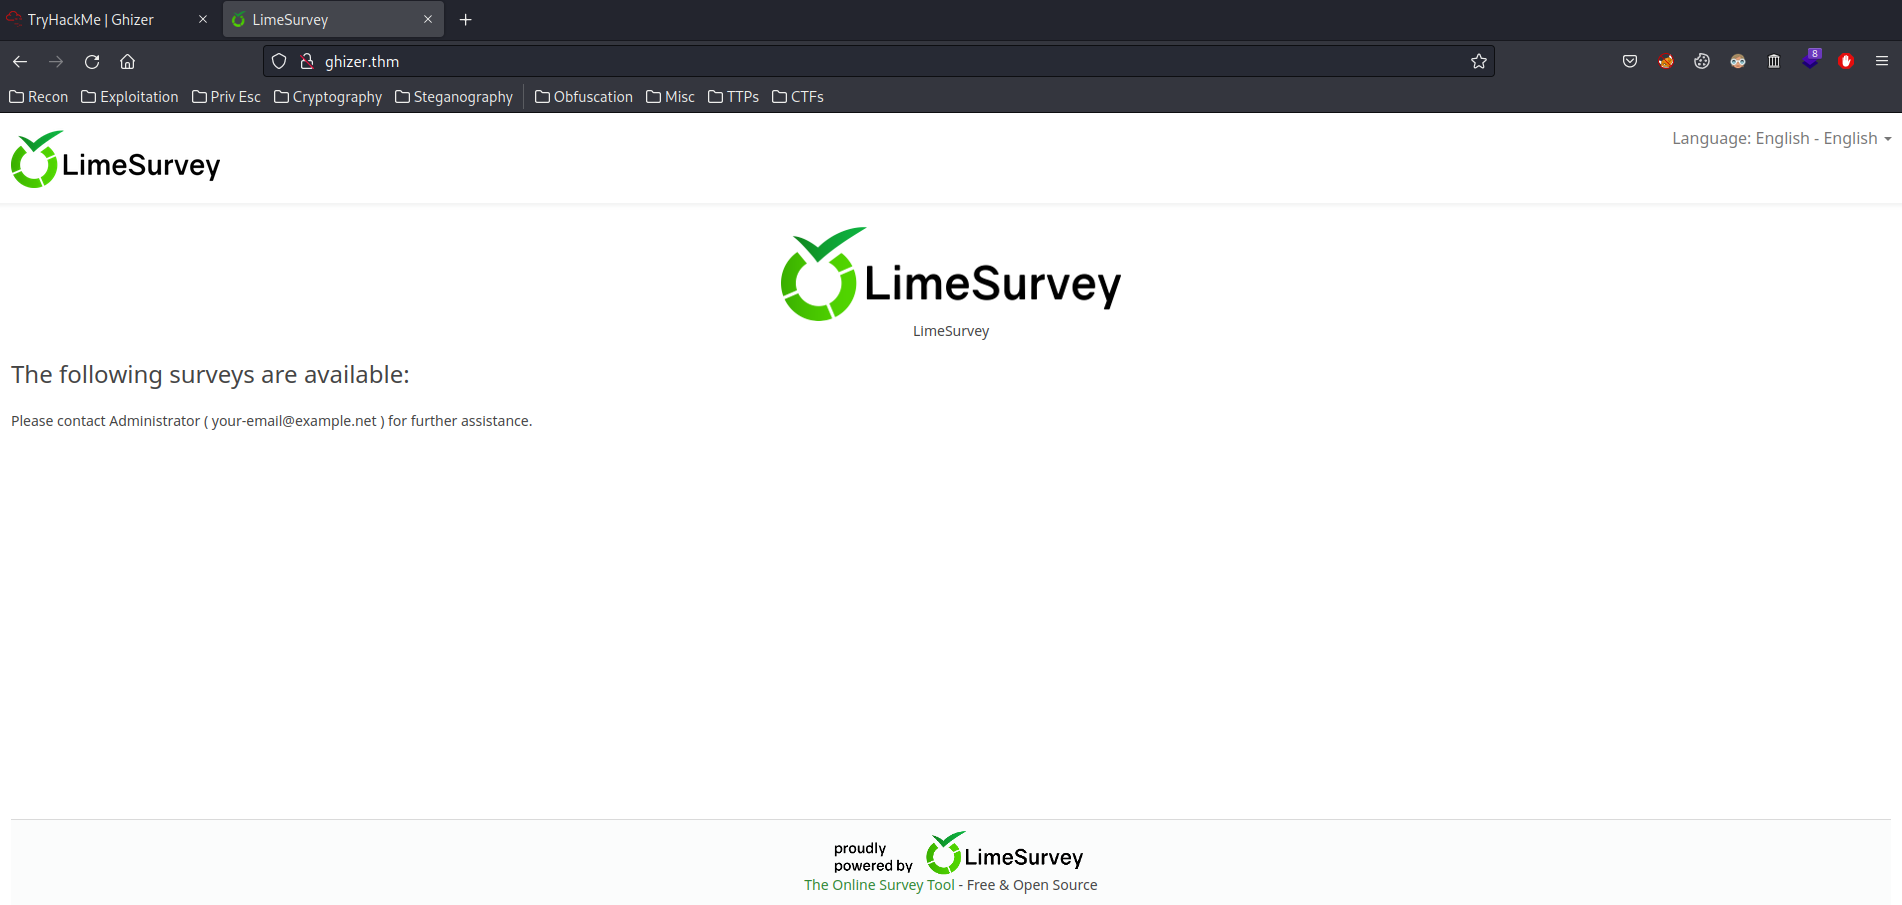 TryHackMe | Ghizer
LimeSurvey
ghizer.thm
8
Recon Exploitation Priv Esc Cryptography Steganography Obfuscation Misc TTPs CTFs
LimeSurvey
Language: English - English
LimeSurvey
LimeSurvey
The following surveys are available:
Please contact Administrator ( your-email@example.net ) for further assistance.
proudly
powered by
LimeSurvey
The Online Survey Tool - Free & Open Source